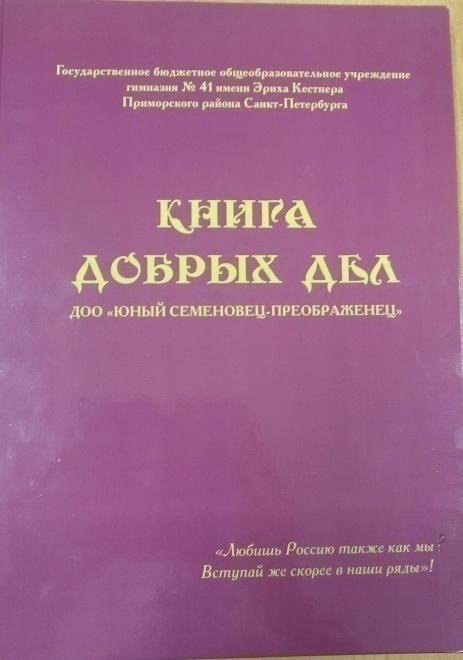 Государственное бюджетное общеобразовательное учреждение
гимназия № 41 имени Эриха Кестнера
Приморского района Санкт-Петербурга
КНИГА
ДОБРЫХ ДЕЛ
ДОО «ЮНЫЙ СЕМЕНОВЕЦ-ПРЕОБРАЖЕНЕЦ»
«Любишь Россию также как мы?
Вступай же скорее в наши ряды»!